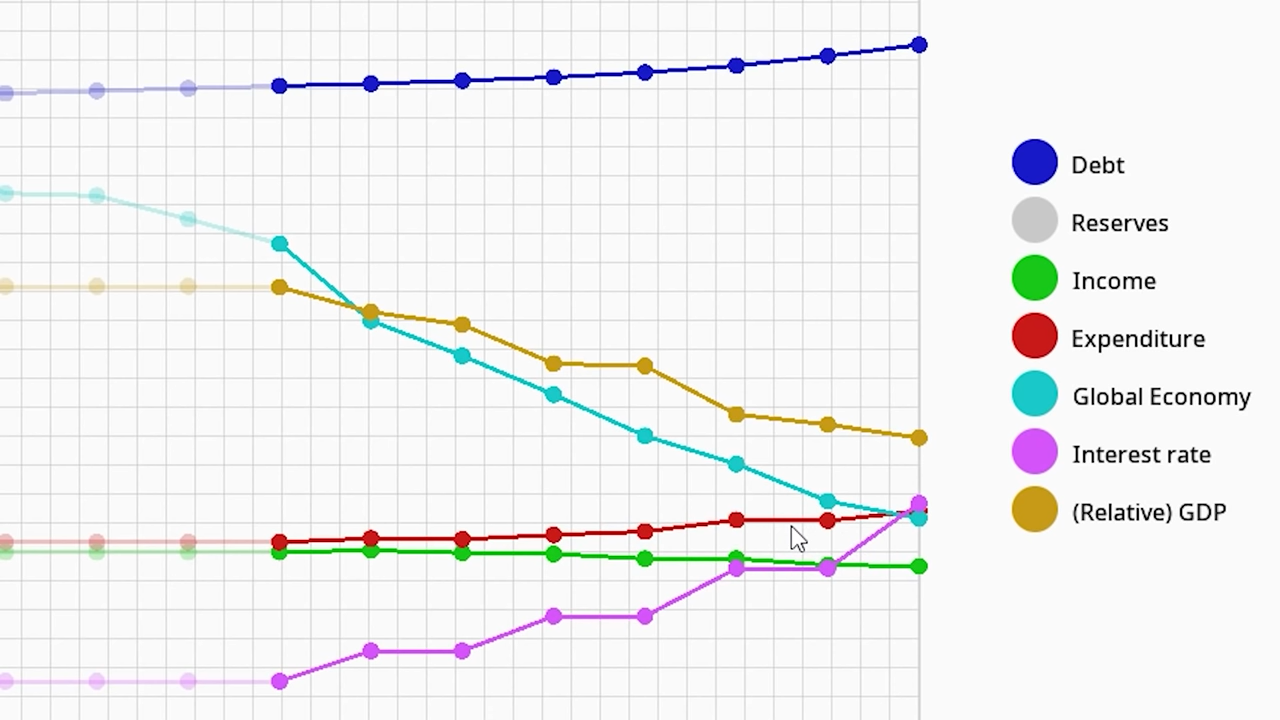 Debt
Reserves
Income
Expenditure
Global Economy
Interest rate
(Relative) GDP